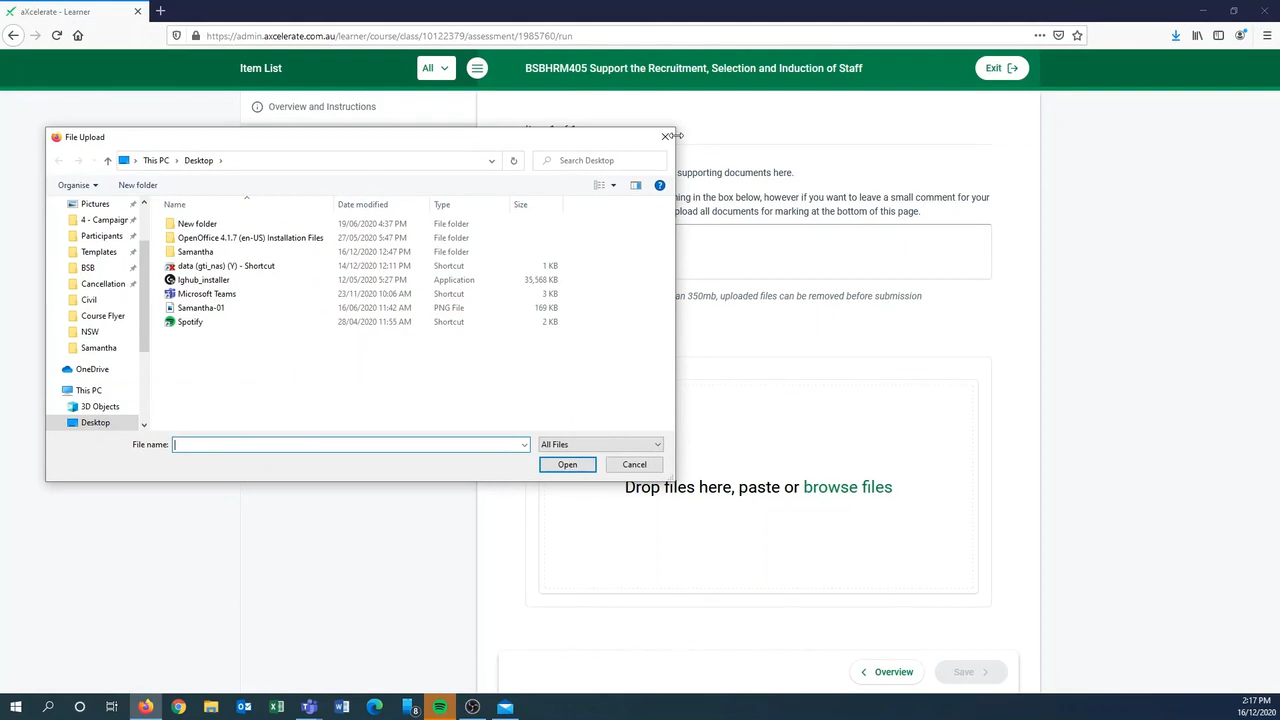 aXcelerate - Learner
https://admin.axcelerate.com.au/learner/course/class/10122379/assessment/1985760/run
Item List
All
BSBHRM405 Support the Recruitment, Selection and Induction of Staff
Exit
Overview and Instructions
File Upload
This PC
Desktop
Search Desktop
supporting documents here.
Organise
New folder
ning in the box below, however if you want to leave a small comment for your
pload all documents for marking at the bottom of this page.
Name
Date modified
Type
Size
Pictures
4 - Campaigr
Participants
Templates
BSB
Cancellation
Civil
Course Flyer
NSW
Samantha
OneDrive
This PC
3D Objects
Desktop
New folder 19/06/2020 4:37 PM File folder
OpenOffice 4.1.7 (en-US) Installation Files 27/05/2020 5:47 PM File folder
Samantha 16/12/2020 12:47 PM File folder
data (gti_nas) (Y) - Shortcut 14/12/2020 12:11 PM Shortcut 1 KB
lghub_installer 12/05/2020 5:27 PM Application 35,568 KB
Microsoft Teams 23/11/2020 10:06 AM Shortcut 3 KB
Samantha-01 16/06/2020 11:42 AM PNG File 169 KB
Spotify 28/04/2020 11:55 AM Shortcut 2 KB
an 350mb, uploaded files can be removed before submission
File name:
All Files
Open
Cancel
Drop files here, paste or browse files
Overview
Save
2:17 PM
16/12/2020